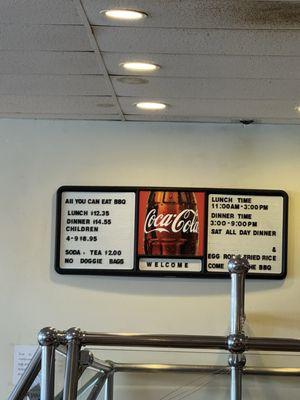 All YOU CAN EAT BBQ
LUNCH $12.35
DINNER $14.55
CHILDREN
4-9 $8.95
SODA - TEA $2.00
NO DOGGIE BAGS
Coca-Cola
WELCOME
LUNCH TIME
11:00AM-3:00PM
DINNER TIME
3:00-9:00PM
SAT ALL DAY DINNER
&
EGG ROLL FRIED RICE
COME THE BBQ